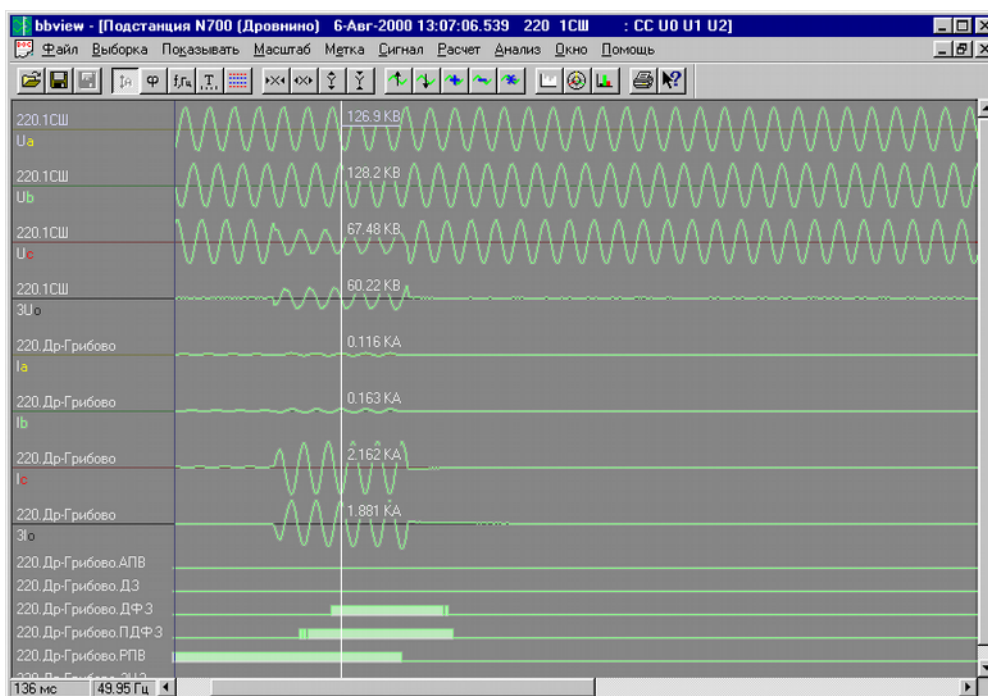 bbview - [Подстанция N700 (Дровнино) 6-Авг-2000 13:07:06.539 220 1СШ : CC U0 U1 U2]
Файл Выборка Показывать Масштаб Метка Сигнал Расчет Анализ Окно Помощь
220.1СШ
Ua
126.9 KB
220.1СШ
Ub
128.2 KB
220.1СШ
Uc
67.48 KB
220.1СШ
3Uo
60.22 KB
220.Др-Грибово
Ia
0.116 KA
220.Др-Грибово
Ib
0.163 KA
220.Др-Грибово
Ic
2.162 KA
220.Др-Грибово
3Io
1.881 KA
220.Др-Грибово.АПВ
220.Др-Грибово.ДЗ
220.Др-Грибово.ДФЗ
220.Др-Грибово.ПДФЗ
220.Др-Грибово.РПВ
136 мс 49.95 Гц